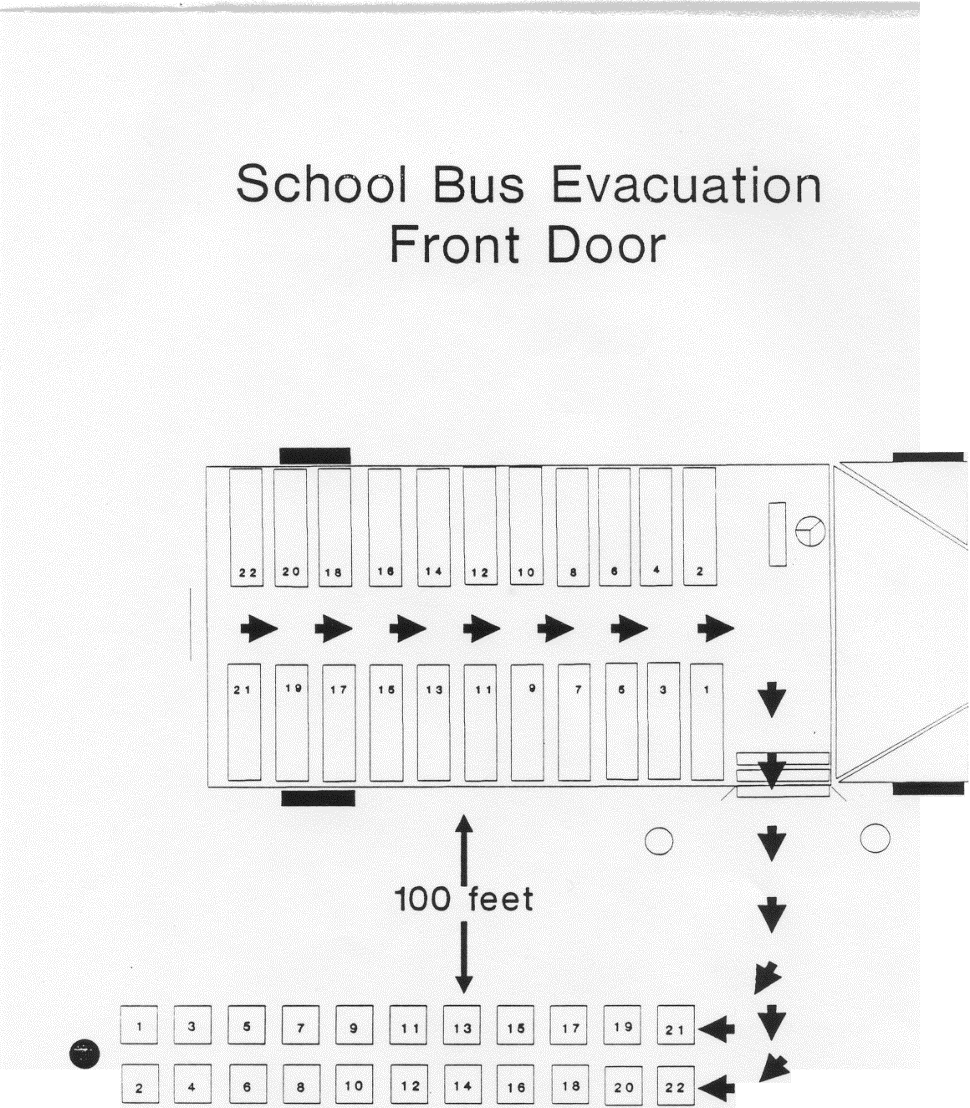 School Bus Evacuation
Front Door
22 20 18 16 14 12 10 8 6 4 2
21 19 17 15 13 11 9 7 5 3 1
100 feet
1 3 5 7 9 11 13 15 17 19 21
2 4 6 8 10 12 14 16 18 20 22